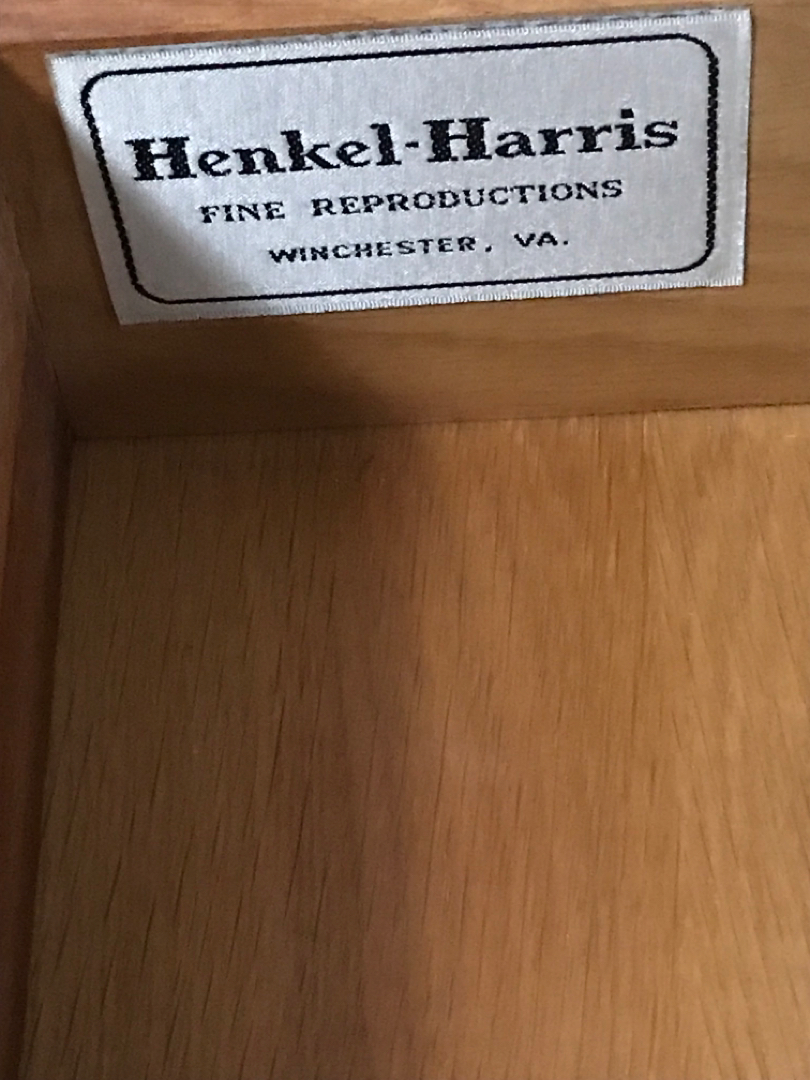 Henkel-Harris
FINE REPRODUCTIONS
WINCHESTER, VA.